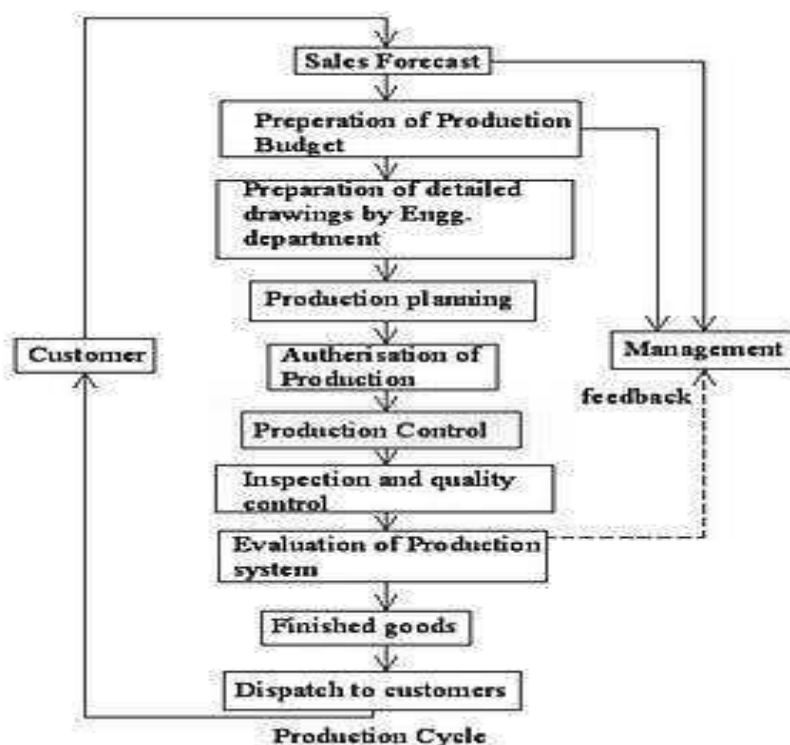 Sales Forecast
Preperation of Production
Budget
Preparation of detailed
drawings by Engg.
department
Production planning
Customer
Autherisation of
Production
Management
feedback
Production Control
Inspection and quality
control
Evaluation of Production
system
Finished goods
Dispatch to customers
Production Cycle